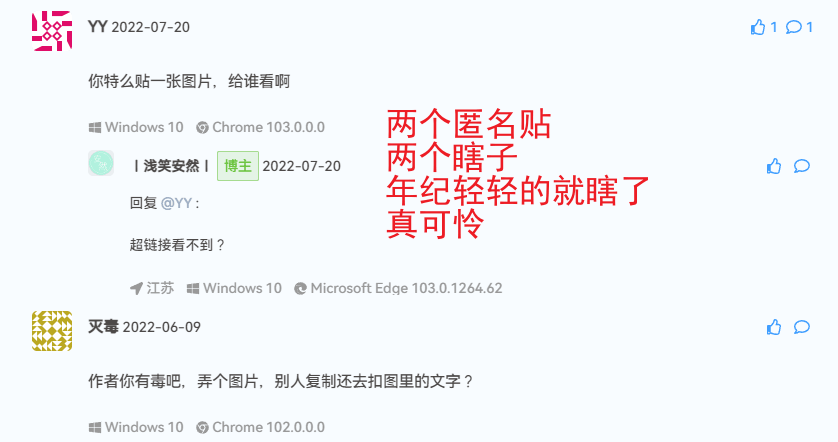 YY 2022-07-20
1 1
你特么贴一张图片，给谁看啊
Windows 10 Chrome 103.0.0.0
两个匿名贴
两个瞎子
年纪轻轻的就瞎了
真可怜
丨浅笑安然丨 博主 2022-07-20
回复 @YY :
超链接看不到？
江苏 Windows 10 Microsoft Edge 103.0.1264.62
灭毒 2022-06-09
作者你有毒吧，弄个图片，别人复制还去扣图里的文字？
Windows 10 Chrome 102.0.0.0